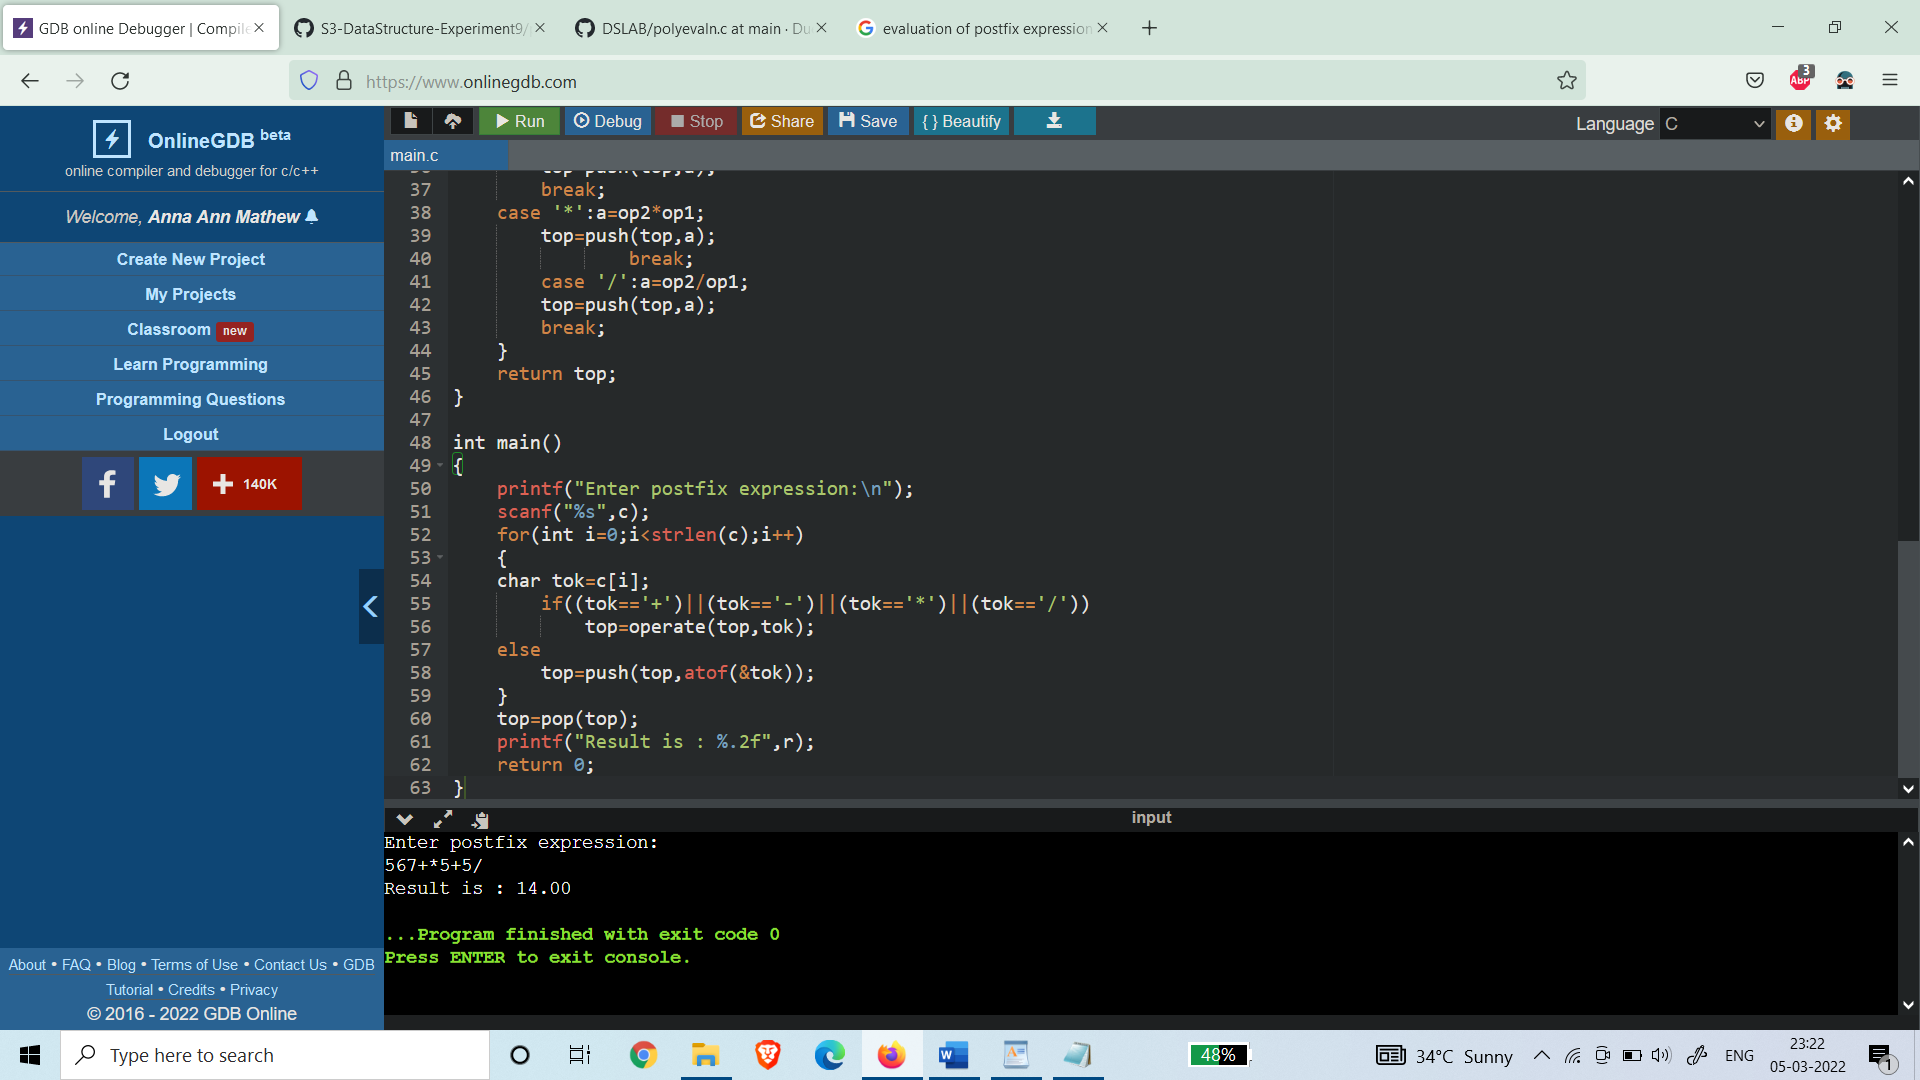 GDB online Debugger | Compile
S3-DataStructure-Experiment9/
DSLAB/polyevaln.c at main · Du
evaluation of postfix expression
https://www.onlinegdb.com
ABP
3
OnlineGDB beta
online compiler and debugger for c/c++
Welcome, Anna Ann Mathew
Create New Project
My Projects
Classroom new
Learn Programming
Programming Questions
Logout
140K
About • FAQ • Blog • Terms of Use • Contact Us • GDB
Tutorial • Credits • Privacy
© 2016 - 2022 GDB Online
Run Debug Stop Share Save { } Beautify
Language C
main.c
37 break;
38 case '*':a=op2*op1;
39 top=push(top,a);
40 break;
41 case '/':a=op2/op1;
42 top=push(top,a);
43 break;
44 }
45 return top;
46 }
47
48 int main()
49 {
50 printf("Enter postfix expression:\n");
51 scanf("%s",c);
52 for(int i=0;i<strlen(c);i++)
53 {
54 char tok=c[i];
55 if((tok=='+')||(tok=='-')||(tok=='*')||(tok=='/'))
56 top=operate(top,tok);
57 else
58 top=push(top,atof(&tok));
59 }
60 top=pop(top);
61 printf("Result is : %.2f",r);
62 return 0;
63 }
input
Enter postfix expression:
567+*5+5/
Result is : 14.00
...Program finished with exit code 0
Press ENTER to exit console.
Type here to search
48%
34°C Sunny
ENG
23:22
05-03-2022
1